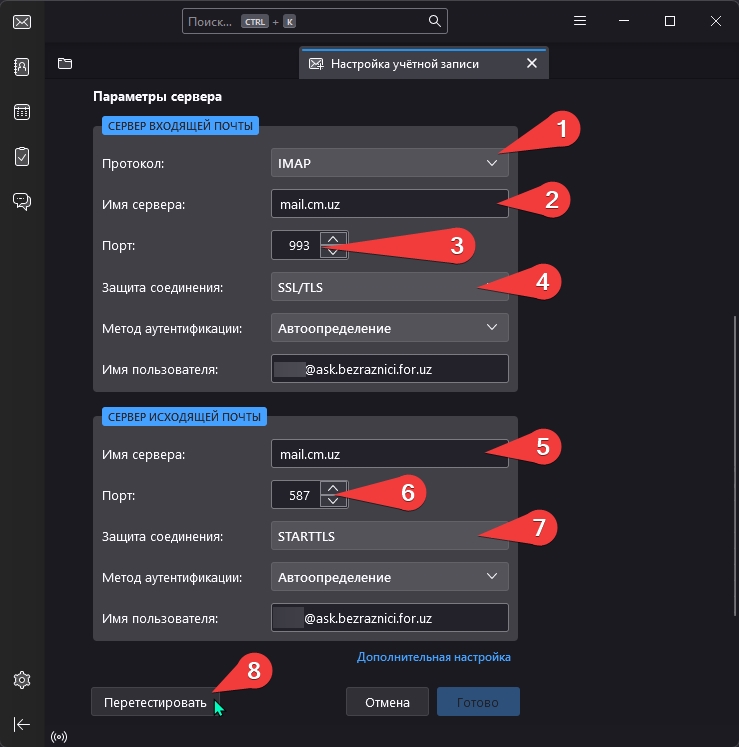 Поиск... CTRL + K
Настройка учётной записи
Параметры сервера
СЕРВЕР ВХОДЯЩЕЙ ПОЧТЫ
1
Протокол: IMAP
Имя сервера: mail.cm.uz 2
Порт: 993 3
Защита соединения: SSL/TLS 4
Метод аутентификации: Автоопределение
Имя пользователя: @ask.bezraznici.for.uz
СЕРВЕР ИСХОДЯЩЕЙ ПОЧТЫ
Имя сервера: mail.cm.uz 5
Порт: 587 6
Защита соединения: STARTTLS 7
Метод аутентификации: Автоопределение
Имя пользователя: @ask.bezraznici.for.uz
Дополнительная настройка
8
Перетестировать Отмена Готово